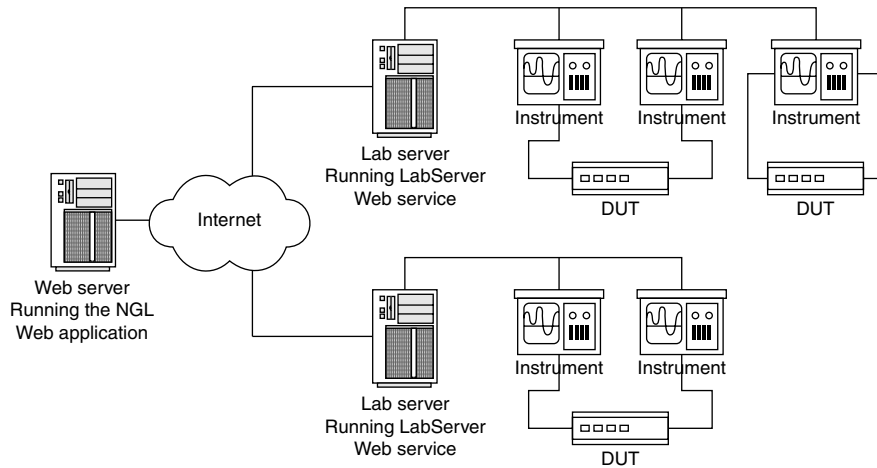 Instrument
Instrument
Instrument
Lab server
Running LabServer
Web service
DUT
DUT
Internet
Web server
Running the NGL
Web application
Instrument
Instrument
Lab server
Running LabServer
Web service
DUT